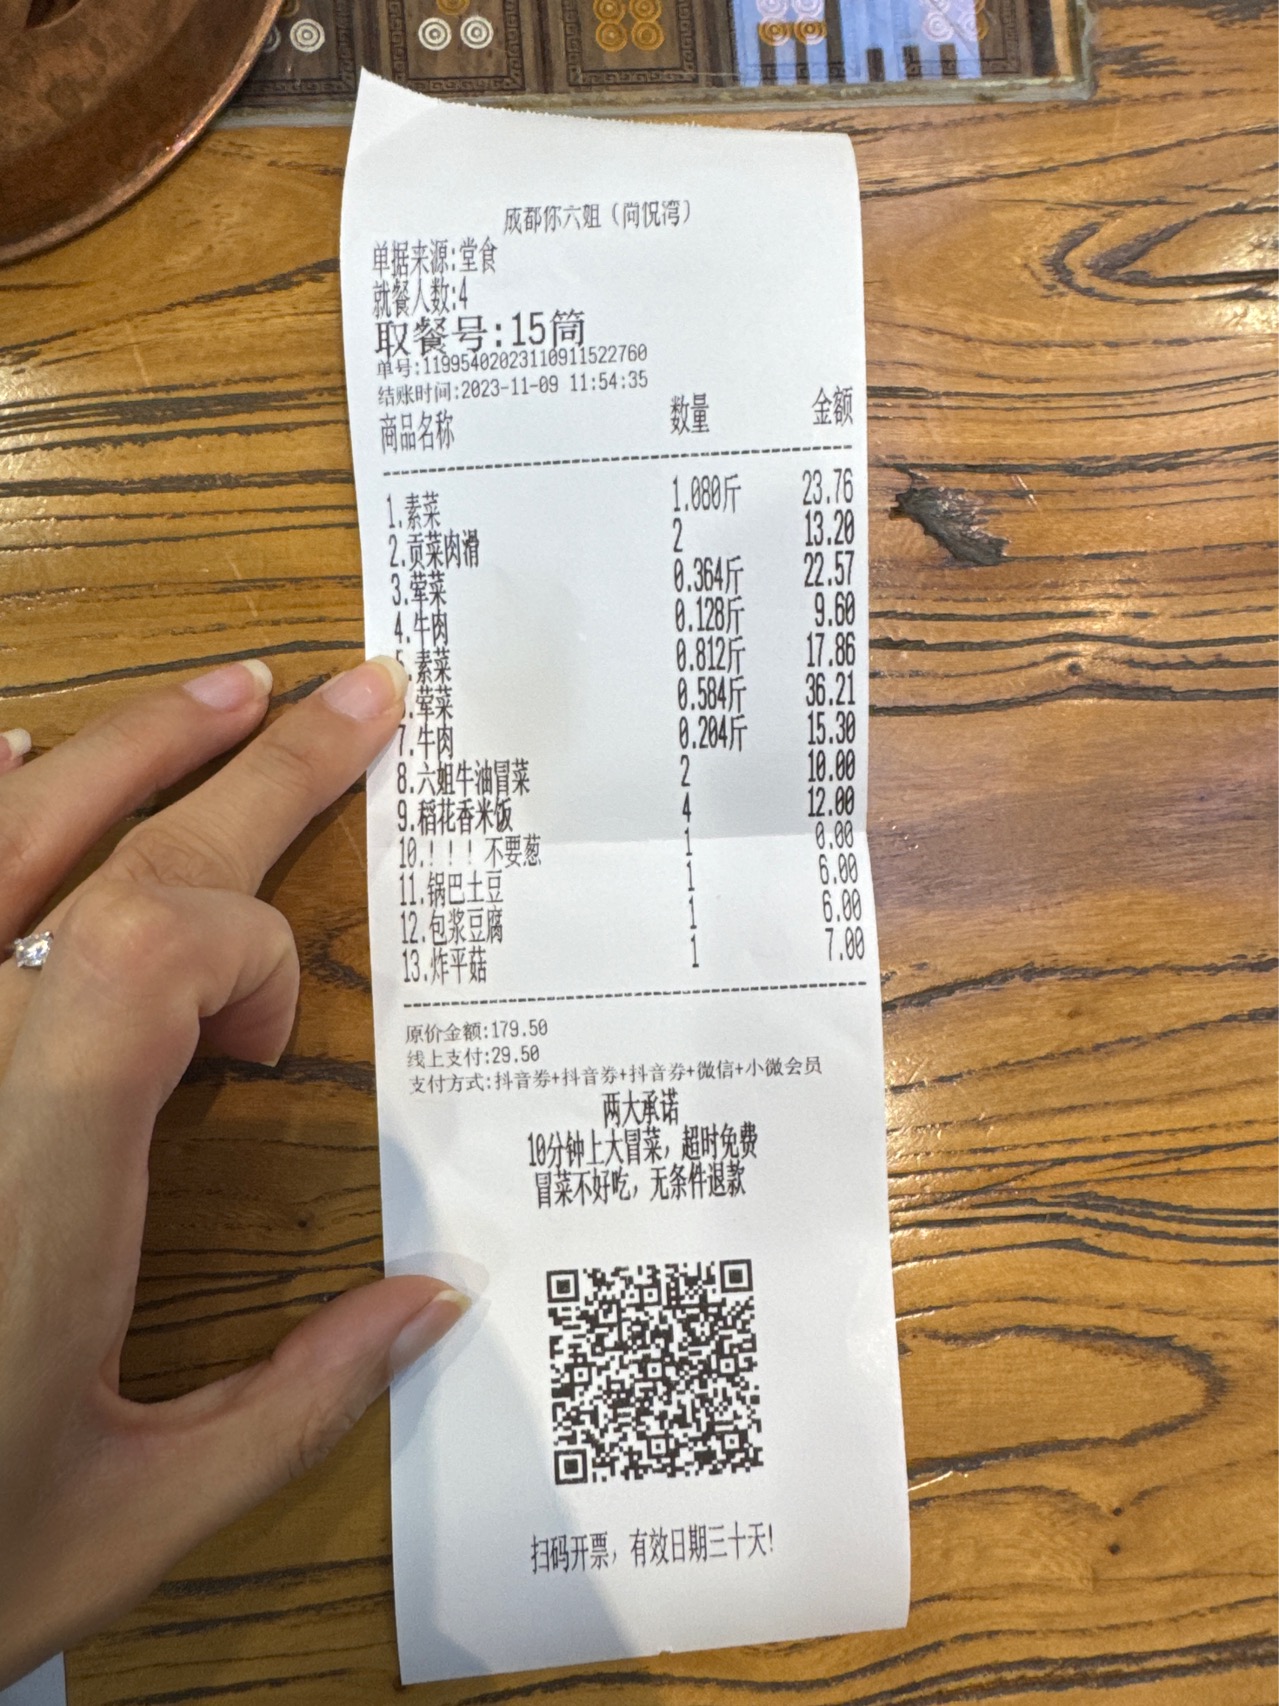 成都你六姐（尚悦湾）
单据来源:堂食
就餐人数:4
取餐号:15筒
单号:11995402023110911522760
结账时间:2023-11-09 11:54:35
商品名称 数量 金额
1.素菜 1.080斤 23.76
2.贡菜肉滑 2 13.20
3.荤菜 0.364斤 22.57
4.牛肉 0.128斤 9.60
5.素菜 0.812斤 17.86
.荤菜 0.584斤 36.21
7.牛肉 0.204斤 15.30
8.六姐牛油冒菜 2 10.00
9.稻花香米饭 4 12.00
10.！！！不要葱 1 0.00
11.锅巴土豆 1 6.00
12.包浆豆腐 1 6.00
13.炸平菇 1 7.00
原价金额:179.50
线上支付:29.50
支付方式:抖音券+抖音券+抖音券+微信+小微会员
两大承诺
10分钟上大冒菜，超时免费
冒菜不好吃，无条件退款
扫码开票，有效日期三十天!